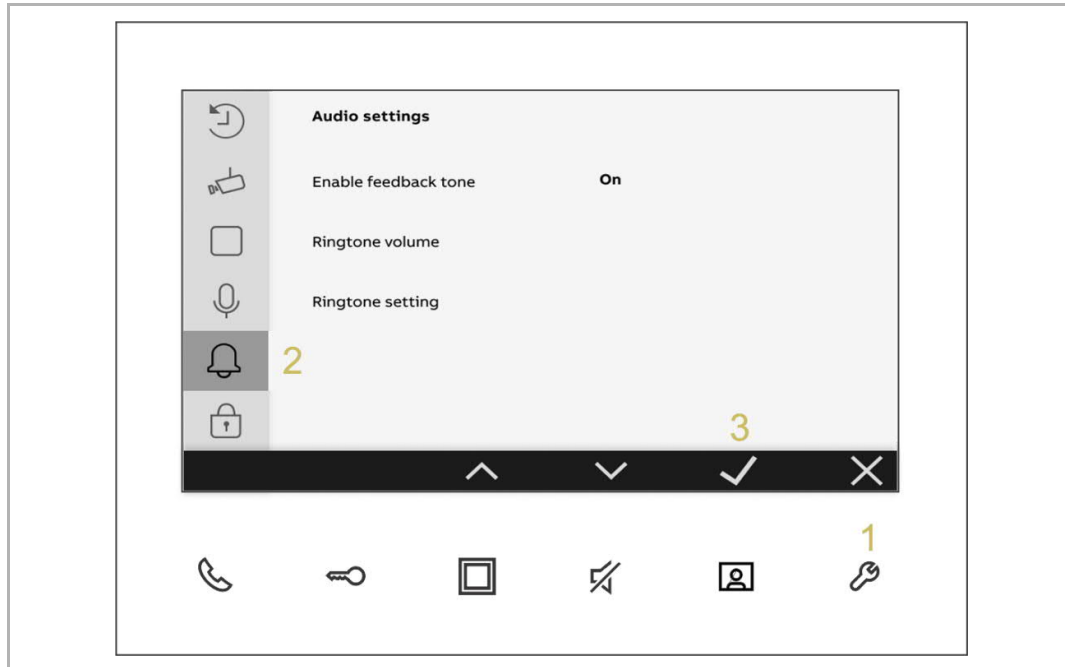 Audio settings
Enable feedback tone On
Ringtone volume
Ringtone setting
2
3
1